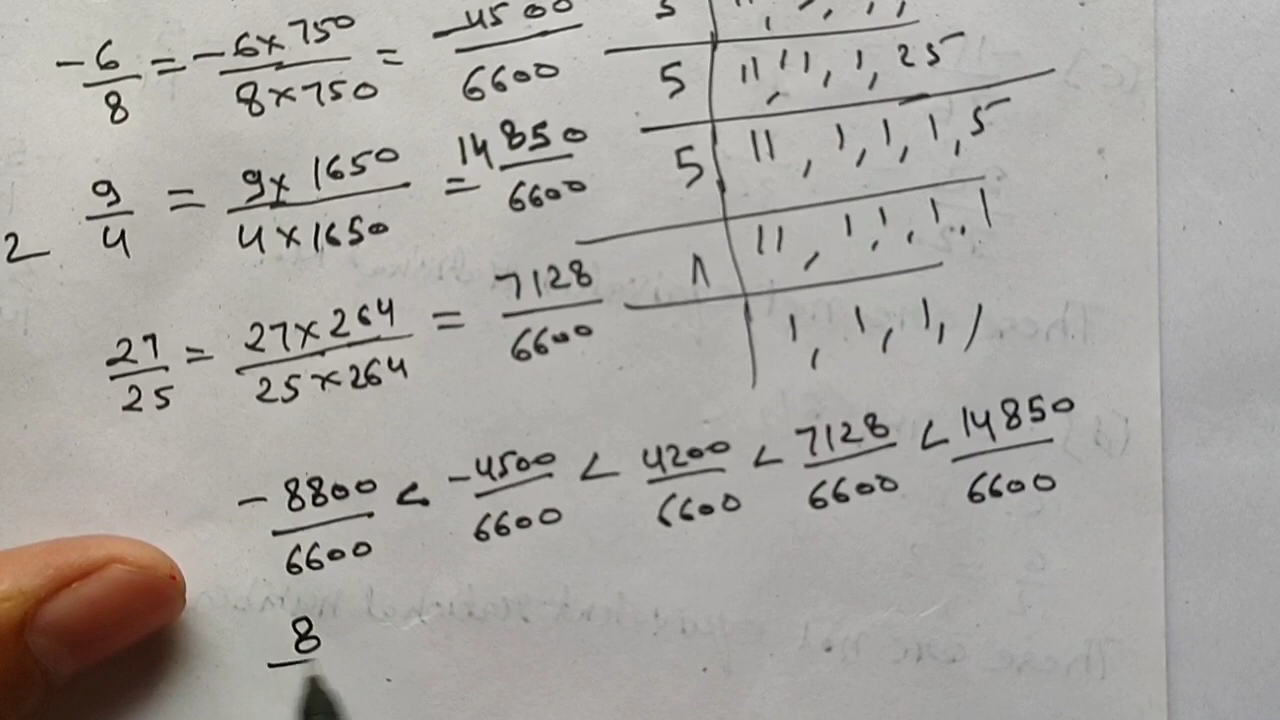 -6/8 = -6×750/8×750 = -4500/6600
9/4 = 9×1650/4×1650 = 14850/6600
2
27/25 = 27×264/25×264 = 7128/6600
5 | 11, 1, 1, 25
5 | 11, 1, 1, 1, 5
11, 1, 1, 1, 1
1, 1, 1, 1
-8800/6600 < -4500/6600 < 4200/6600 < 7128/6600 < 14850/6600
8